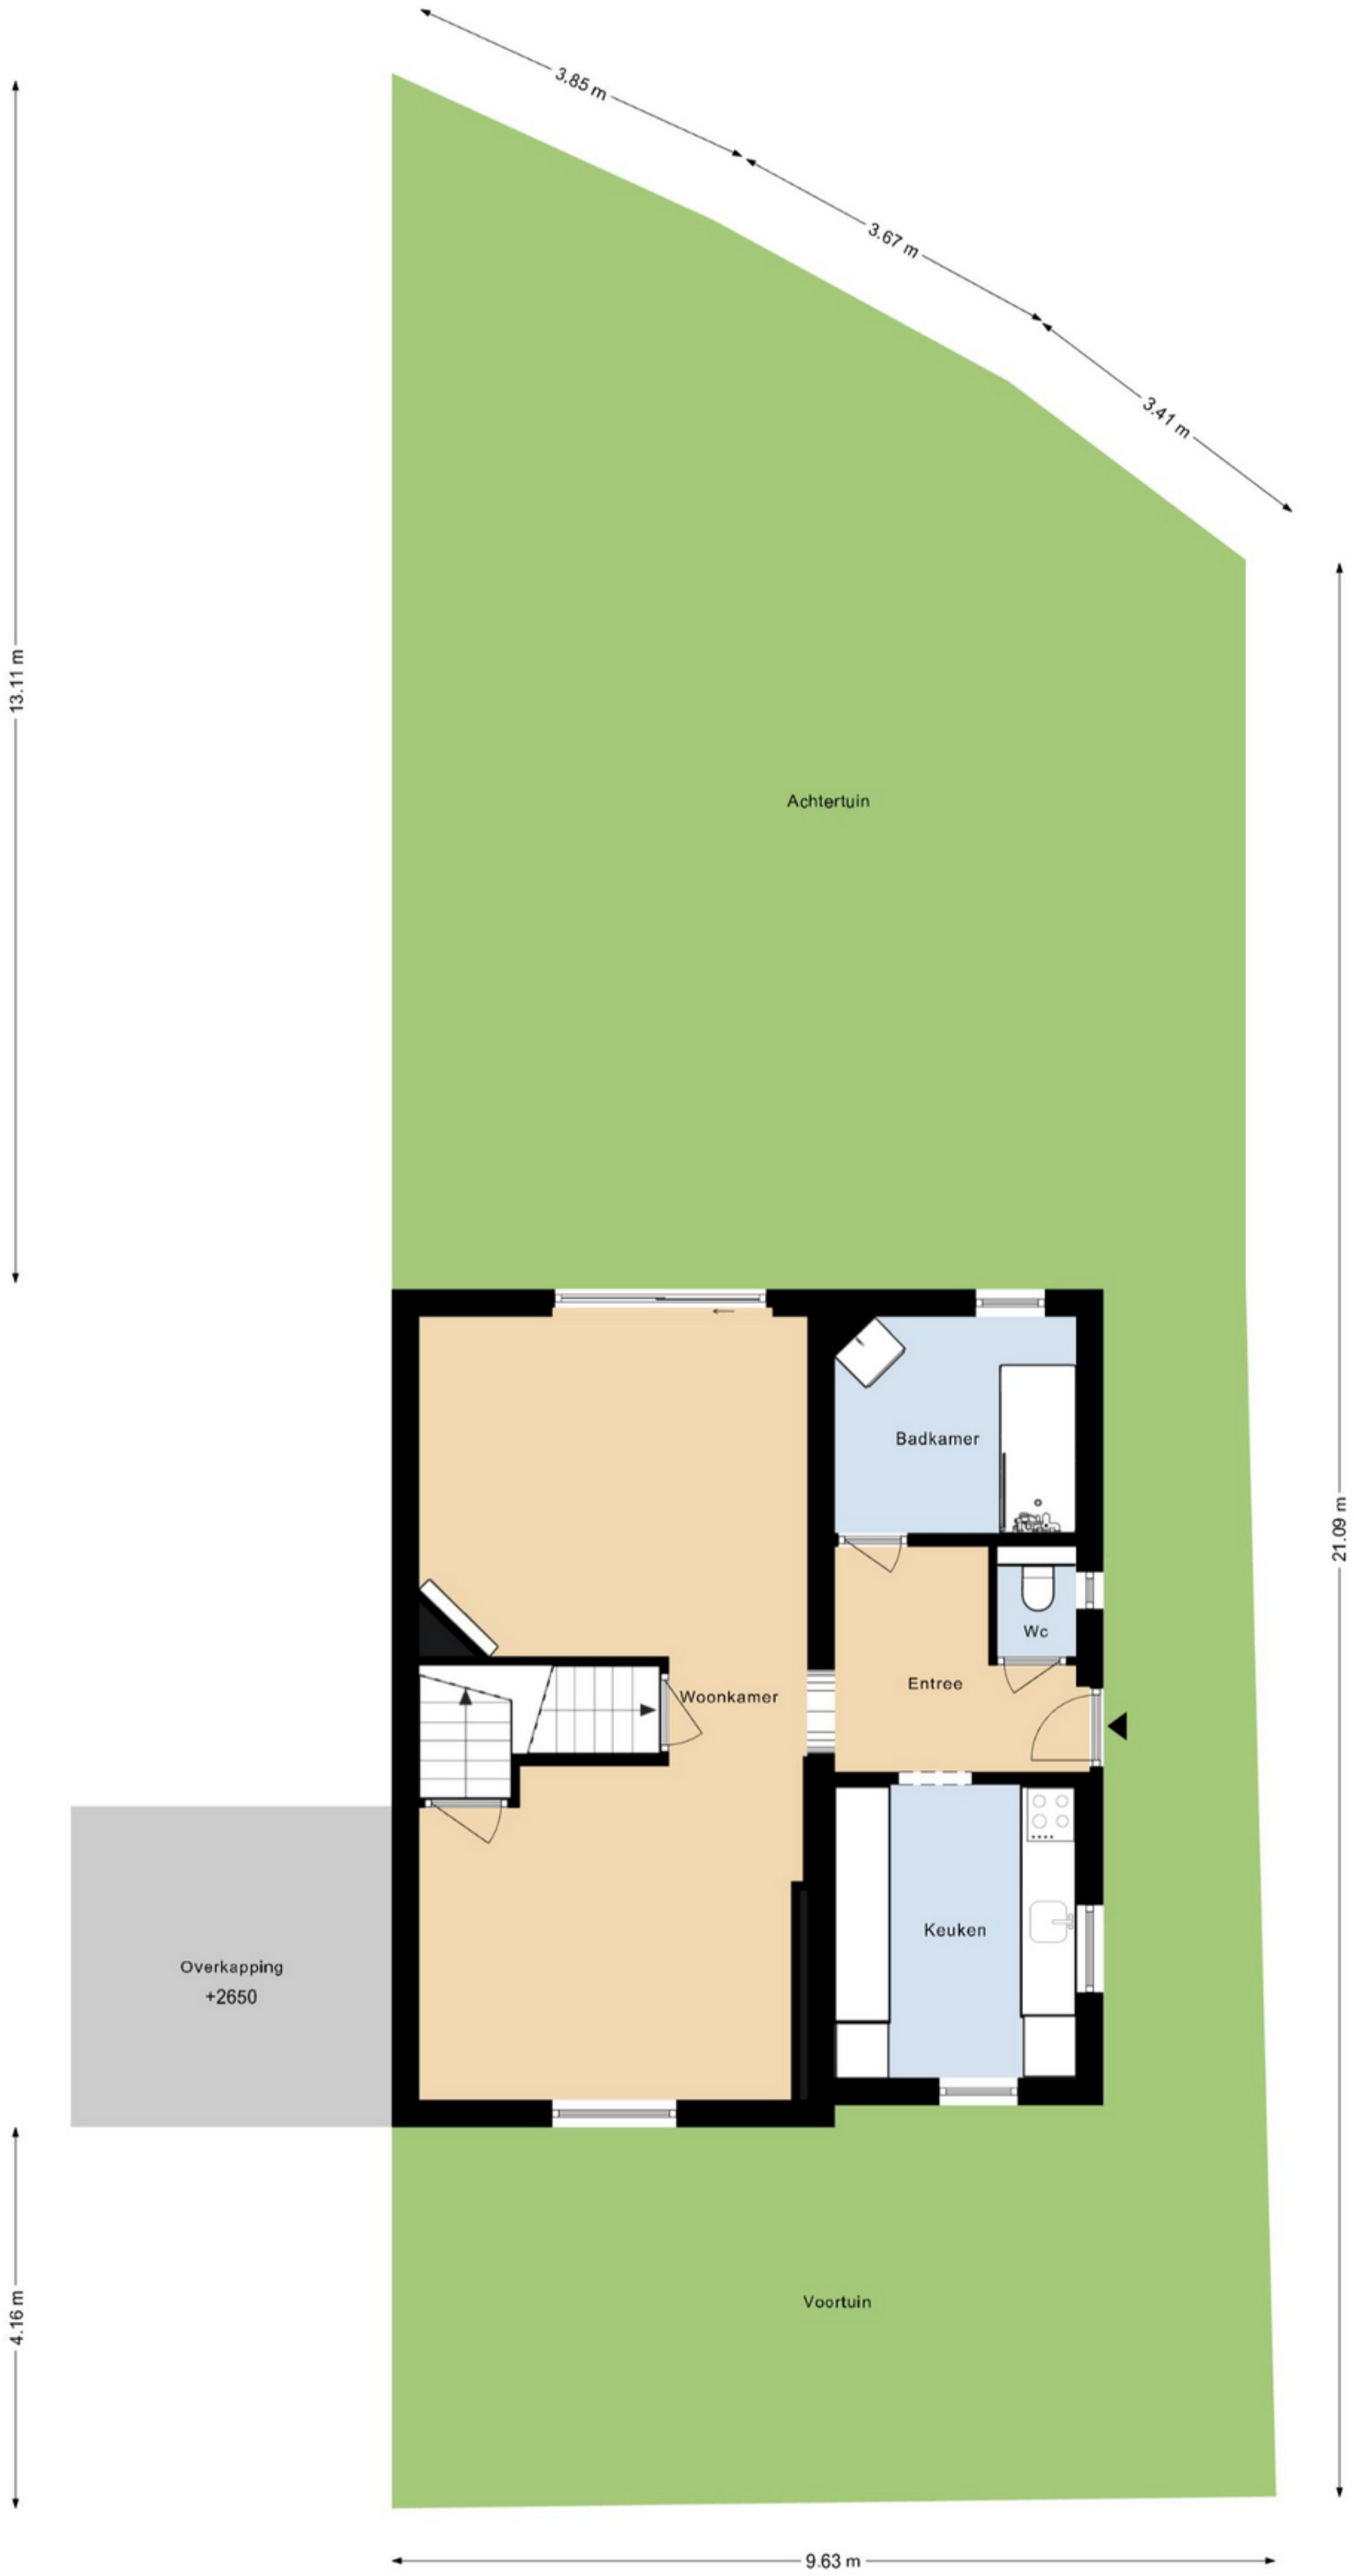 3.85 m
3.67 m
3.41 m
13.11 m
Achtertuin
Badkamer
21.09 m
Wc
Entree
Woonkamer
Keuken
Overkapping
+2650
Voortuin
4.16 m
9.63 m